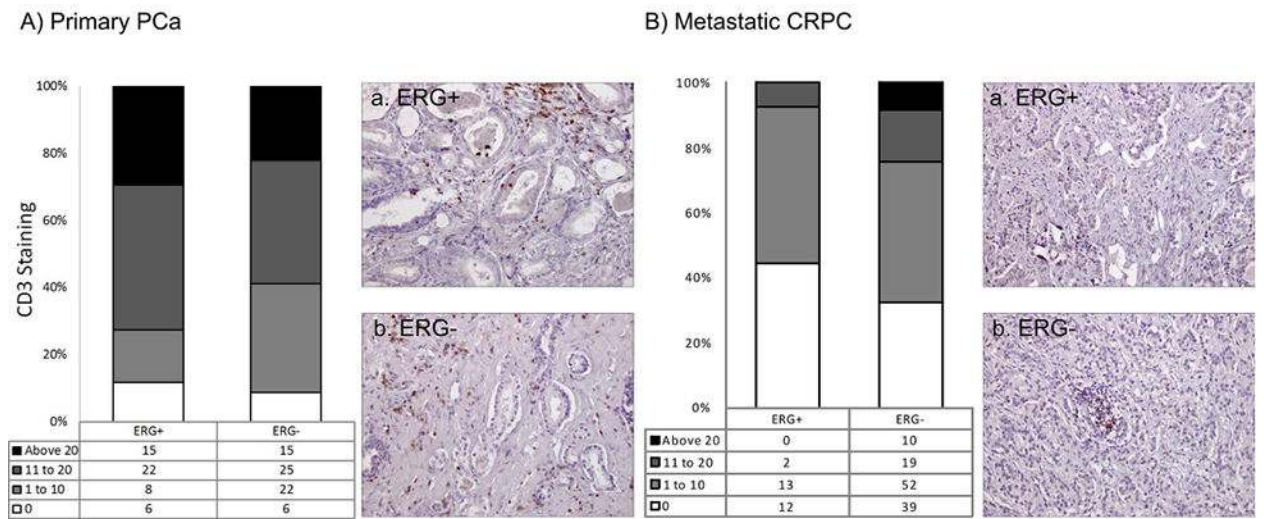 A) Primary PCa
100%
80%
60%
40%
20%
0%
CD3 Staining
ERG+ ERG-
Above 20 15 15
11 to 20 22 25
1 to 10 8 22
0 6 6
a. ERG+
b. ERG-
B) Metastatic CRPC
100%
80%
60%
40%
20%
0%
ERG+ ERG-
Above 20 0 10
11 to 20 2 19
1 to 10 13 52
0 12 39
a. ERG+
b. ERG-